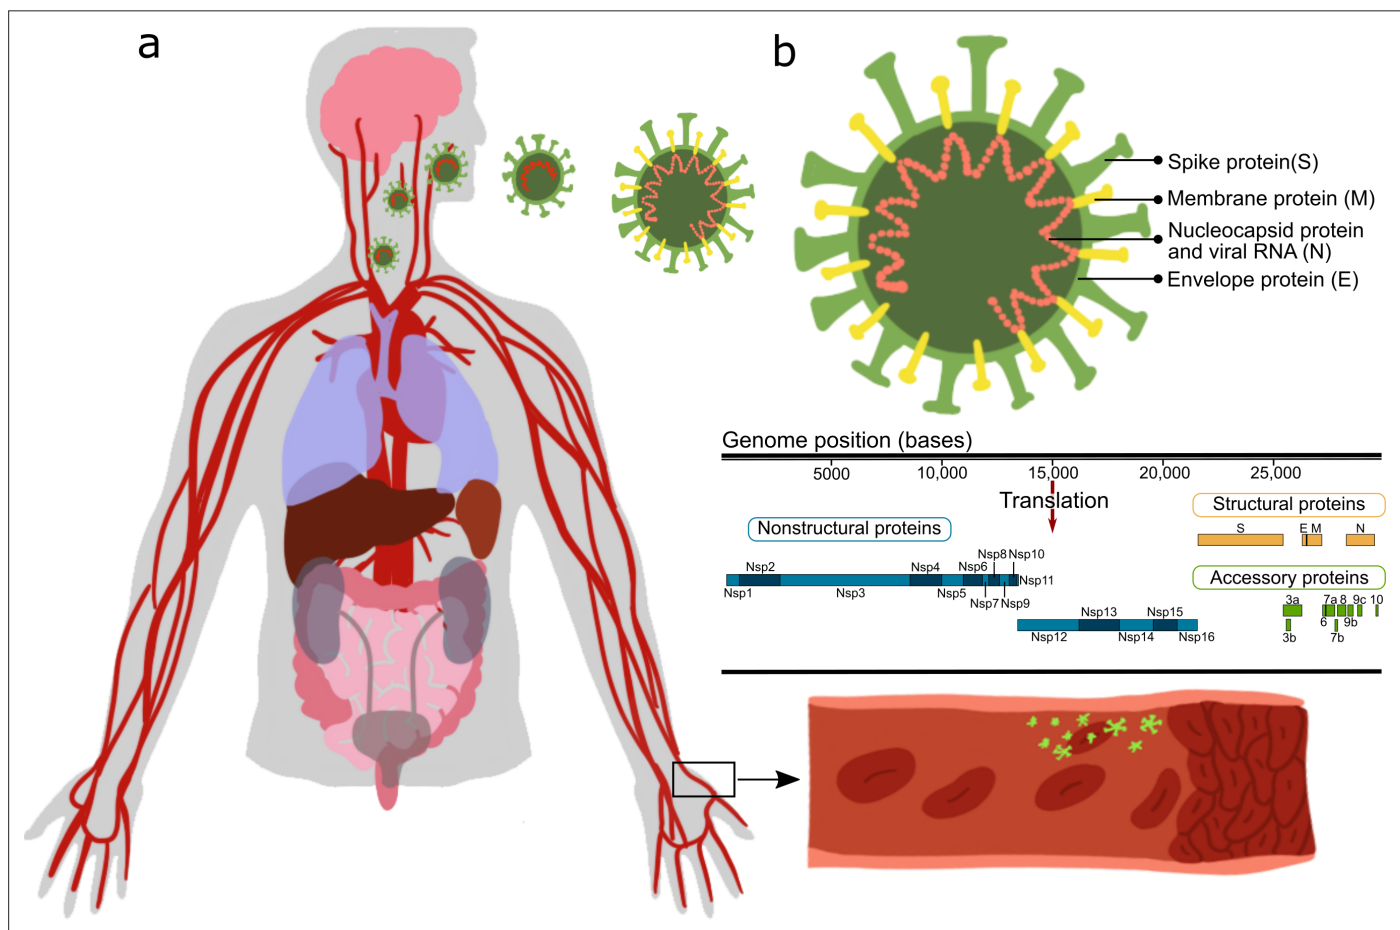 a
b
Spike protein(S)
Membrane protein (M)
Nucleocapsid protein
and viral RNA (N)
Envelope protein (E)
Genome position (bases)
5000 10,000 15,000 20,000 25,000
Translation
Nonstructural proteins
Structural proteins
S E M N
Nsp8 Nsp10
Nsp2 Nsp4 Nsp6
Nsp11
Nsp1 Nsp3 Nsp5
Nsp7 Nsp9
Accessory proteins
3a 7a 8 9c 10
6 9b
3b 7b
Nsp13 Nsp15
Nsp12 Nsp14 Nsp16